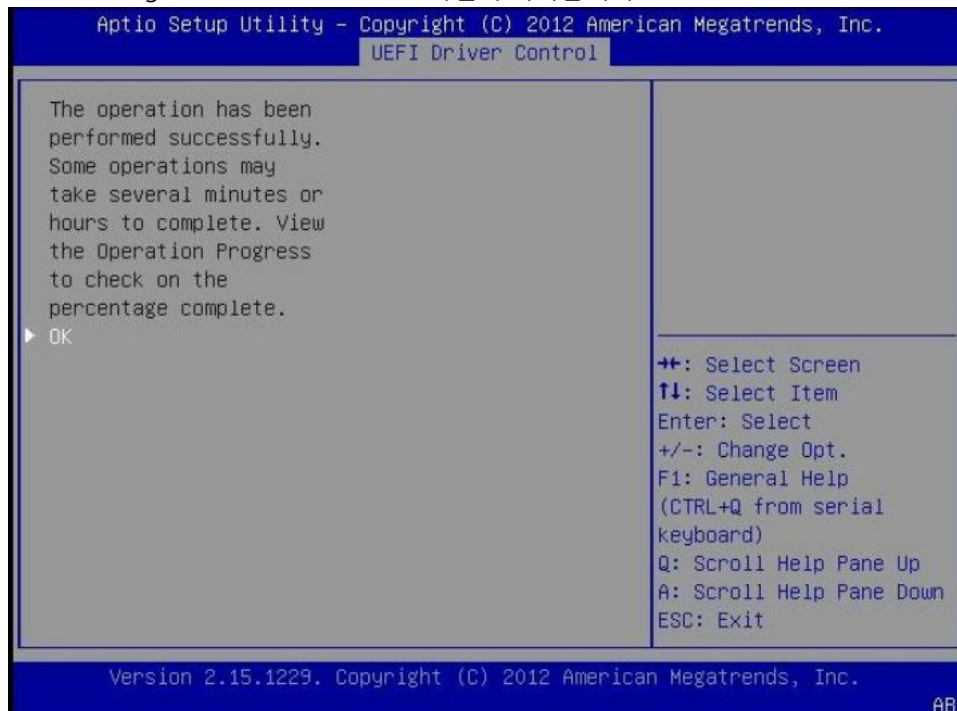 Aptio Setup Utility – Copyright (C) 2012 American Megatrends, Inc.
UEFI Driver Control
The operation has been
performed successfully.
Some operations may
take several minutes or
hours to complete. View
the Operation Progress
to check on the
percentage complete.
▶ OK
→←: Select Screen
↑↓: Select Item
Enter: Select
+/-: Change Opt.
F1: General Help
(CTRL+Q from serial
keyboard)
Q: Scroll Help Pane Up
A: Scroll Help Pane Down
ESC: Exit
Version 2.15.1229. Copyright (C) 2012 American Megatrends, Inc.
AB